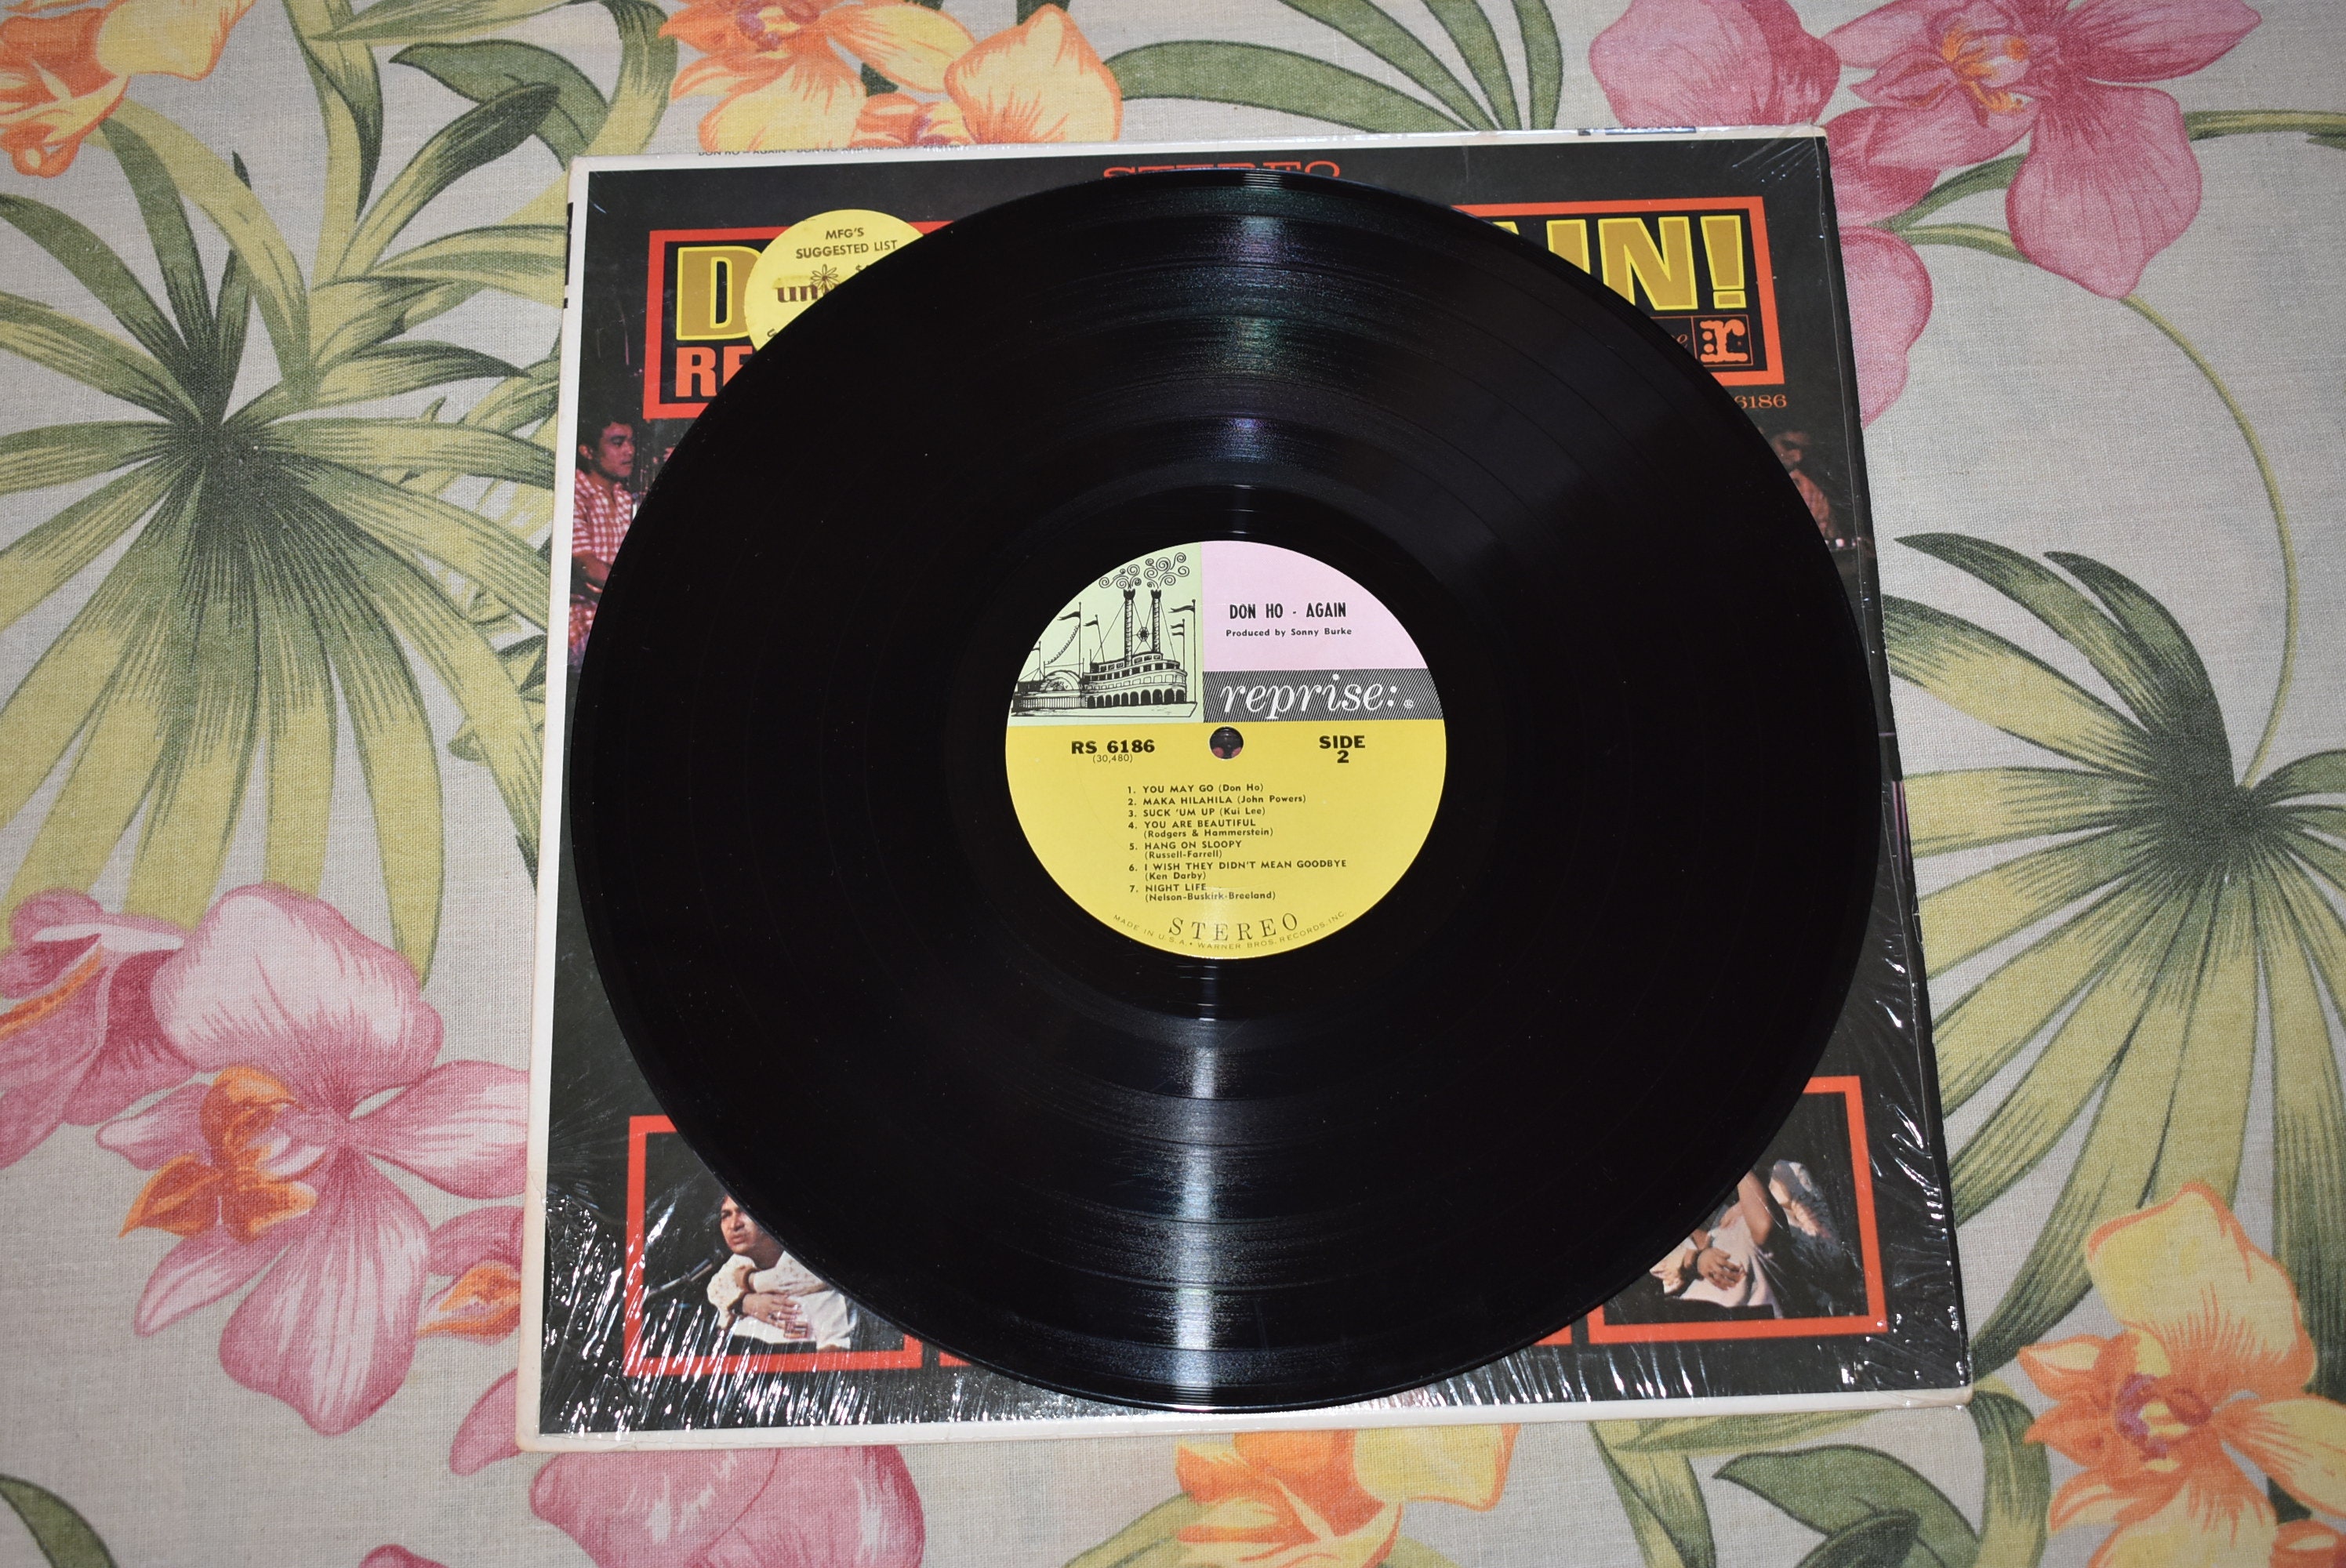 STEREO
MFG'S
SUGGESTED LIST
IN!
r
6186
DON HO - AGAIN
Produced by Sonny Burke
reprise:®
RS 6186
(30,480)
SIDE
2
1. YOU MAY GO (Don Ho)
2. MAKA HILAHILA (John Powers)
3. SUCK 'UM UP (Kui Lee)
4. YOU ARE BEAUTIFUL
(Rodgers & Hammerstein)
5. HANG ON SLOOPY
(Russell-Farrell)
6. I WISH THEY DIDN'T MEAN GOODBYE
(Ken Darby)
7. NIGHT LIFE
(Nelson-Buskirk-Breeland)
STEREO
MADE IN U.S.A. • WARNER BROS. RECORDS, INC.